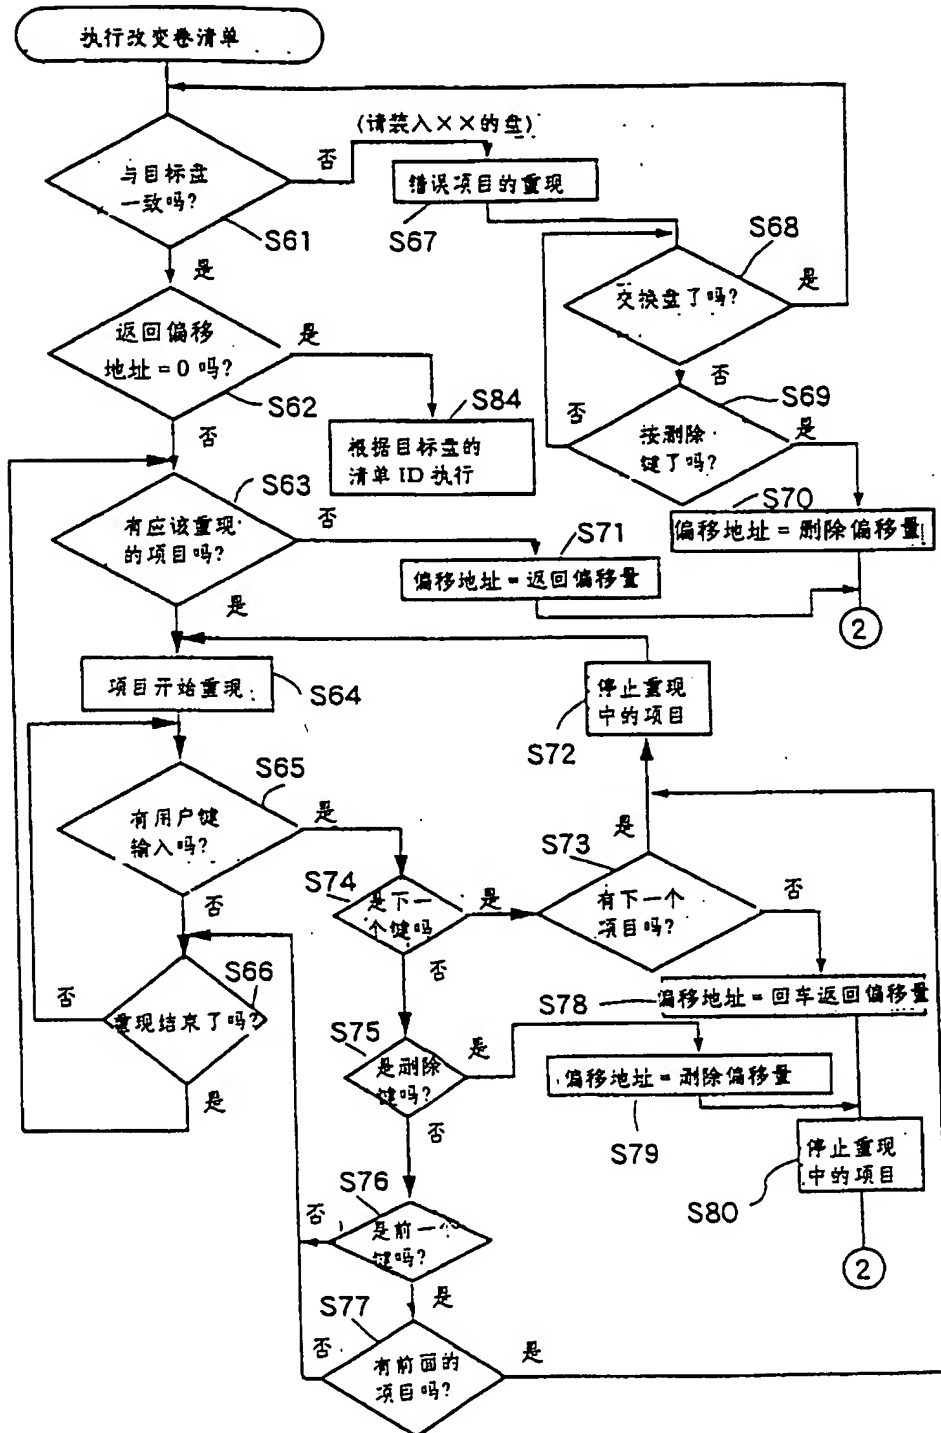 执行改变卷清单
(请装入××的盘)
与目标盘
一致吗?
否
错误项目的重现
S61
S67
S68
是
交换盘了吗?
是
返回偏移
地址=0吗?
是
否
S62
S84
S69
否
根据目标盘的
清单ID执行
否
按删除
键了吗?
是
S63
S70
有应该重现
的项目吗?
否
S71
偏移地址=删除偏移量
偏移地址=返回偏移量
是
2
项目开始重现
S64
停止重现
中的项目
S72
S65
有用户键
输入吗?
是
是
S73
S74
是下一
个键吗
是
有下一个
项目吗?
否
否
否
S66
S78
偏移地址=回车返回偏移量
否
重现结束了吗?
S75
是删除
键吗?
是
偏移地址=删除偏移量
是
否
S79
停止重现
中的项目
S76
S80
否
是前一个
键吗?
2
是
S77
否
有前面的
项目吗?
是